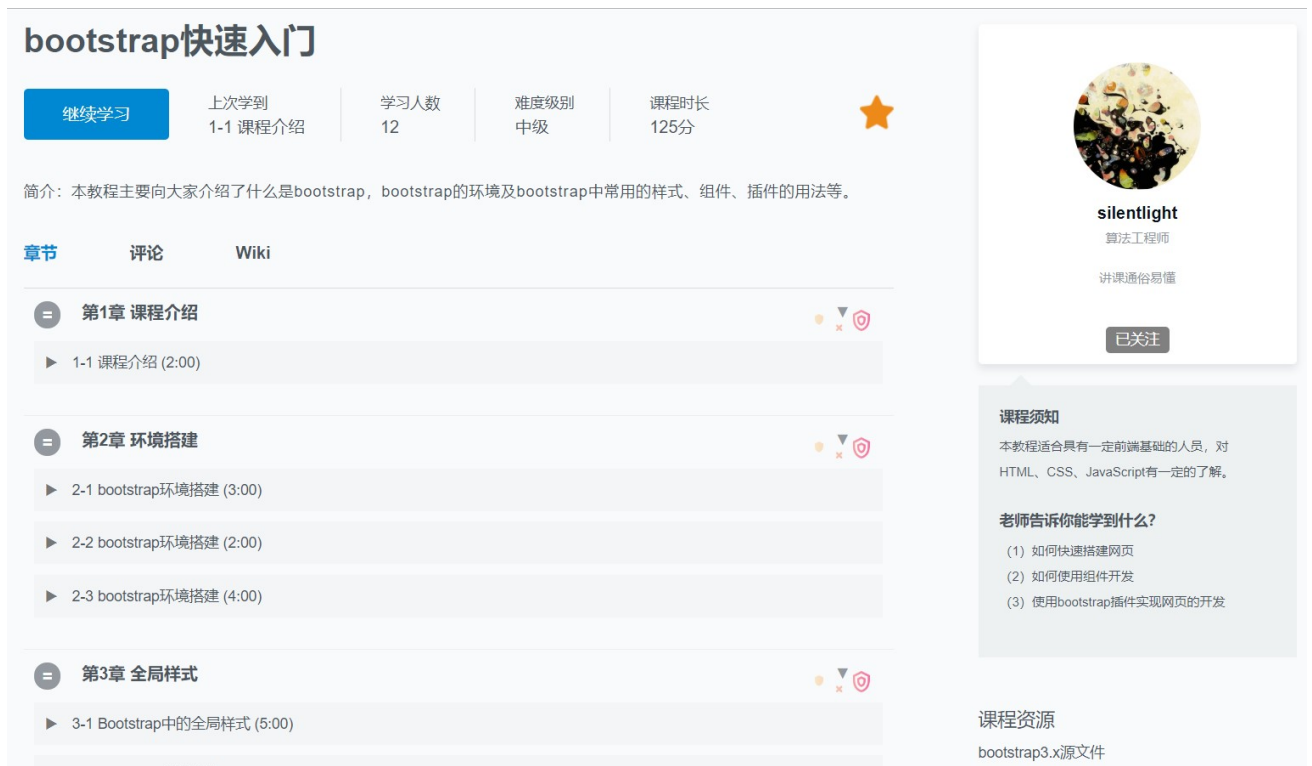 bootstrap快速入门
继续学习
上次学到
1-1 课程介绍
学习人数
12
难度级别
中级
课程时长
125分
简介：本教程主要向大家介绍了什么是bootstrap，bootstrap的环境及bootstrap中常用的样式、组件、插件的用法等。
章节 评论 Wiki
第1章 课程介绍
1-1 课程介绍 (2:00)
第2章 环境搭建
2-1 bootstrap环境搭建 (3:00)
2-2 bootstrap环境搭建 (2:00)
2-3 bootstrap环境搭建 (4:00)
第3章 全局样式
3-1 Bootstrap中的全局样式 (5:00)
silentlight
算法工程师
讲课通俗易懂
已关注
课程须知
本教程适合具有一定前端基础的人员，对
HTML、CSS、JavaScript有一定的了解。
老师告诉你能学到什么？
（1）如何快速搭建网页
（2）如何使用组件开发
（3）使用bootstrap插件实现网页的开发
课程资源
bootstrap3.x源文件